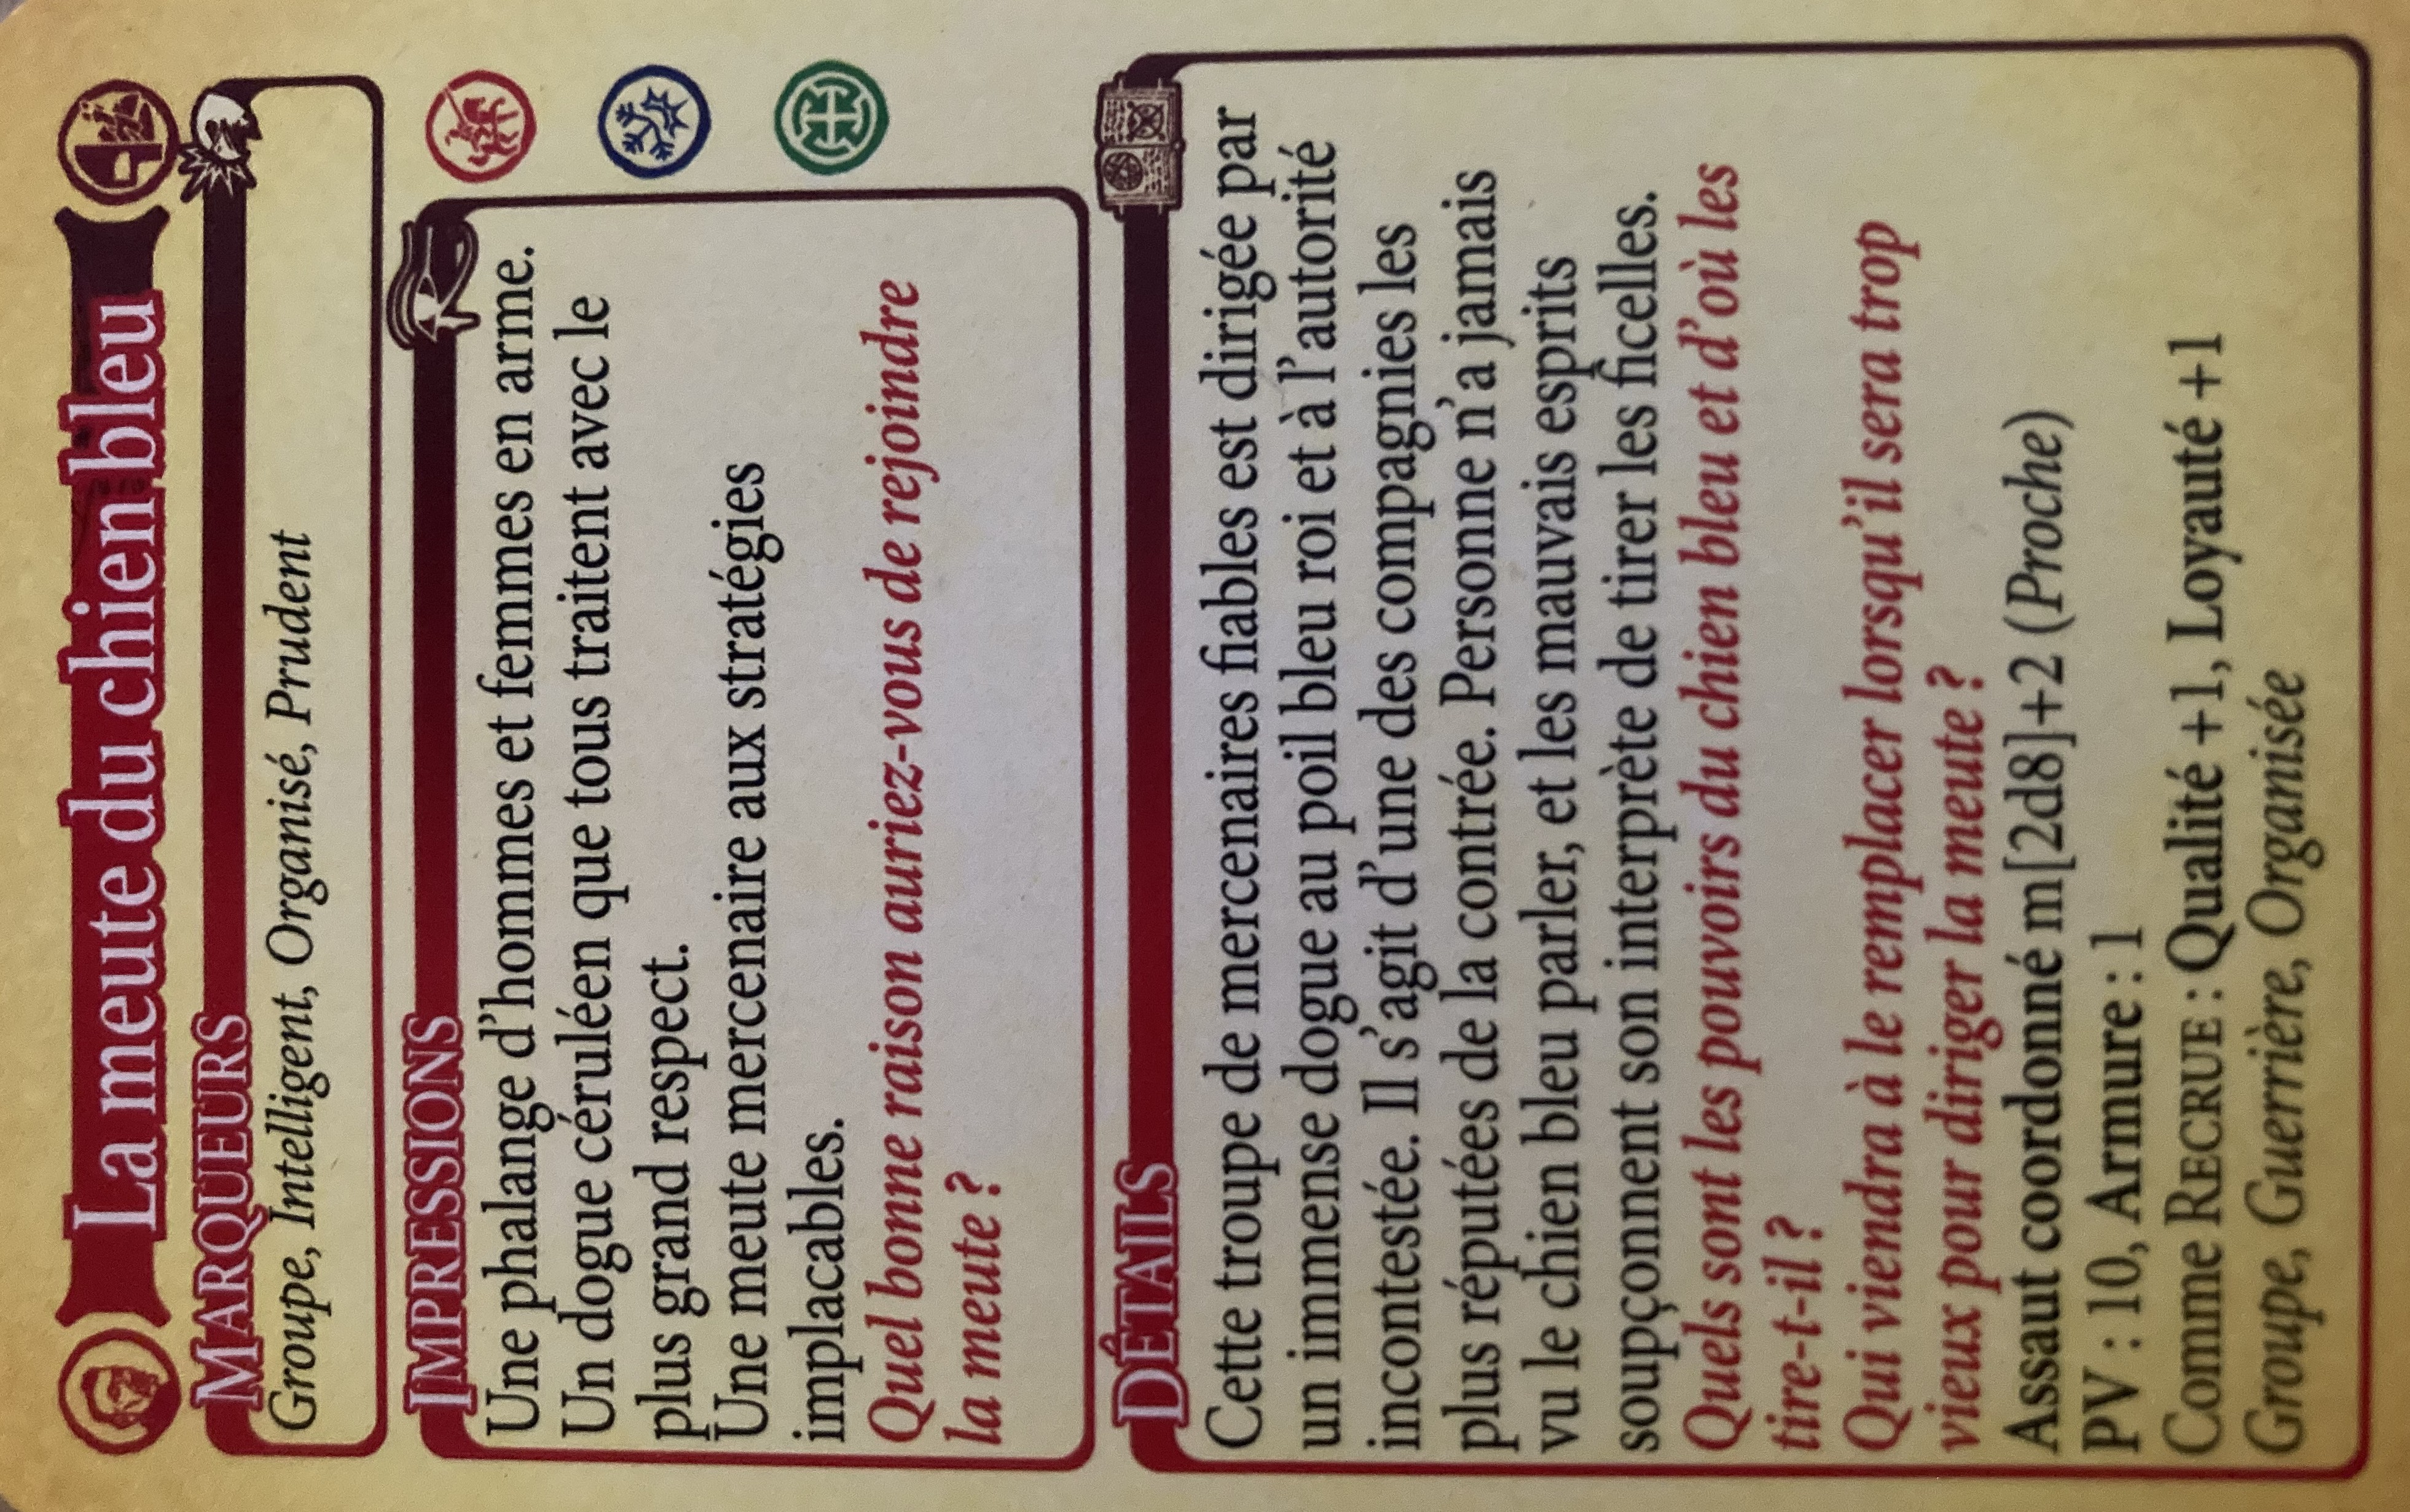 La meute du chien bleu
MARQUEURS
Groupe, Intelligent, Organisé, Prudent
IMPRESSIONS
Une phalange d'hommes et femmes en arme.
Un dogue céruléen que tous traitent avec le
plus grand respect.
Une meute mercenaire aux stratégies
implacables.
Quel bonne raison auriez-vous de rejoindre
la meute ?
DÉTAILS
Cette troupe de mercenaires fiables est dirigée par
un immense dogue au poil bleu roi et à l'autorité
incontestée. Il s'agit d'une des compagnies les
plus réputées de la contrée. Personne n'a jamais
vu le chien bleu parler, et les mauvais esprits
soupçonnent son interprète de tirer les ficelles.
Quels sont les pouvoirs du chien bleu et d'où les
tire-t-il ?
Qui viendra à le remplacer lorsqu'il sera trop
vieux pour diriger la meute ?
Assaut coordonné m[2d8]+2 (Proche)
PV : 10, Armure : 1
Comme RECRUE : Qualité +1, Loyauté +1
Groupe, Guerrière, Organisée